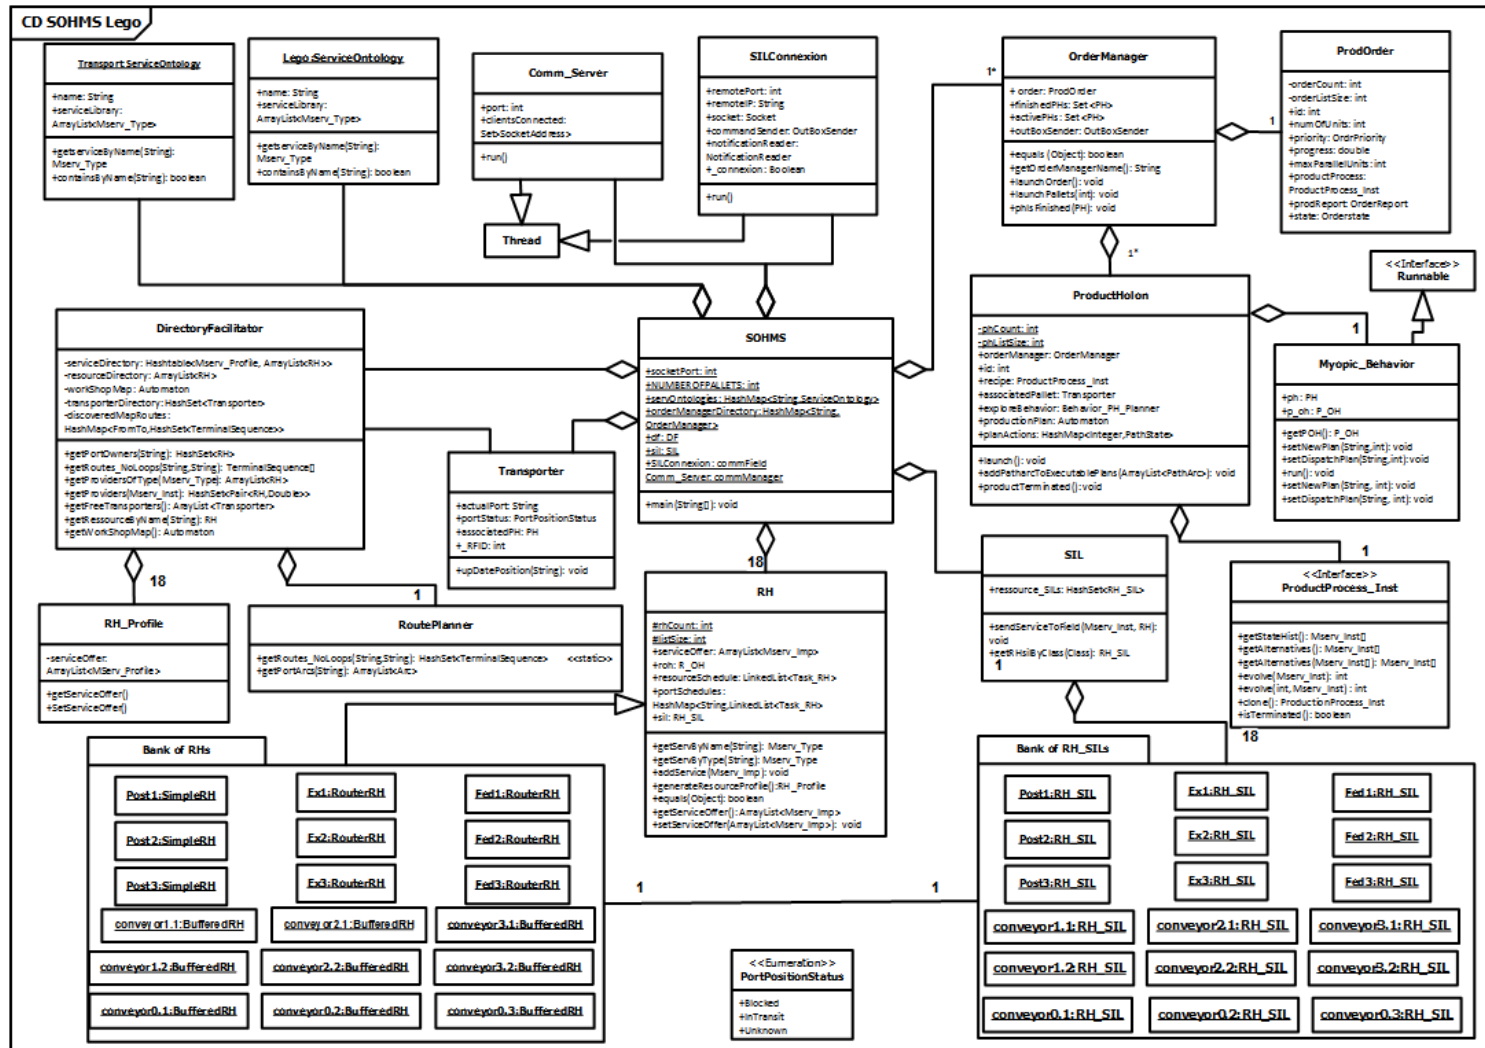 CD SOHMS Lego
Transport:ServiceOntology
+name: String
+serviceLibrary:
ArrayList<Mserv_Type>
+getserviceByName(String):
Mserv_Type
+containsByName(String): boolean
Lego:ServiceOntology
+name: String
+serviceLibrary:
ArrayList<Mserv_Type>
+getserviceByName(String):
Mserv_Type
+containsByName(String): boolean
Comm_Server
+port: int
+clientsConnected:
Set<SocketAddress>
+run()
SILConnexion
+remotePort: int
+remoteIP: String
+socket: Socket
+commandSender: OutBoxSender
+notificationReader:
NotificationReader
+_connexion: Boolean
+run()
Thread
OrderManager
+ order: ProdOrder
+finishedPHs: Set<PH>
+activePHs: Set<PH>
+outBoxSender: OutBoxSender
+equals (Object): boolean
+getOrderManagerName(): String
+launchOrder(): void
+launchPallets(int): void
+phIsFinished(PH): void
1*
1
1*
ProdOrder
-orderCount: int
-orderListSize: int
+id: int
+numOfUnits: int
+priority: OrdrPriority
+progress: double
+maxParallelUnits: int
+productProcess:
ProductProcess_Inst
+prodReport: OrderReport
+state: Orderstate
<<Interface>>
Runnable
DirectoryFacilitator
-serviceDirectory: Hashtable<Mserv_Profile, ArrayList<RH>>
-resourceDirectory: ArrayList<RH>
-workShopMap: Automaton
-transporterDirectory: HashSet<Transporter>
-discoveredMapRoutes:
HashMap<FromTo,HashSet<TerminalSequence>>
+getPortOwners(String): HashSet<RH>
+getRoutes_NoLoops(String,String): TerminalSequence[]
+getProvidersOfType(Mserv_Type): ArrayList<RH>
+getProviders(Mserv_Inst): HashSet<Pair<RH,Double>>
+getFreeTransporters(): ArayList <Transporter>
+getRessourceByName(String): RH
+getWorkShopMap(): Automaton
Transporter
+actualPort: String
+portStatus: PortPositionStatus
+associatedPH: PH
+_RFID: int
+upDatePosition(String): void
SOHMS
+socketPort: int
+NUMBEROFPALLETS: int
+servOntologies: HashMap<String,ServiceOntology>
+orderManagerDirectory: HashMap<String,
OrderManager>
+df: DF
+sil: SIL
+SILConnexion: commField
Comm_Server: commManager
+main(String[]): void
ProductHolon
-phCount: int
-phListSize: int
+orderManager: OrderManager
+id: int
+recipe: ProductProcess_Inst
+associatedPallet: Transporter
+exploreBehavior: Behavior_PH_Planner
+productionPlan: Automaton
+planActions: HashMap<Integer,PathState>
+launch(): void
+addPatharcToExecutablePlans(ArrayList<PathArc>): void
+productTerminated():void
1
Myopic_Behavior
+ph: PH
+p_oh: P_OH
+getPOH(): P_OH
+setNewPlan(String,int): void
+setDispatchPlan(String,int):void
+run(): void
+setNewPlan(String, int): void
+setDispatchPlan(String, int): void
18
1
18
1
RH_Profile
-serviceOffer:
ArrayList<MServ_Profile>
+getServiceOffer()
+SetServiceOffer()
RoutePlanner
+getRoutes_NoLoops(String,String): HashSet<TerminalSequence> <<static>>
+getPortArcs(String): ArrayList<Arc>
RH
#rhCount: int
#listSize: int
+serviceOffer: ArrayList<Mserv_Imp>
+roh: R_OH
+resourceSchedule: LinkedList<Task_RH>
+portSchedules:
HashMap<String,LinkedList<Task_RH>
+sil: RH_SIL
+getServByName(String): Mserv_Type
+getServByType(String): Mserv_Type
+addService(Mserv_Imp): void
+generateResourceProfile():RH_Profile
+equals(Object): boolean
+getServiceOffer():ArrayList<Mserv_Imp>
+setServiceOffer(ArrayList<Mserv_Imp>): void
SIL
+ressource_SILs: HashSet<RH_SIL>
+sendServiceToField(Mserv_Inst, RH):
void
+getRHsiByClass(Class): RH_SIL
1
18
<<Interface>>
ProductProcess_Inst
+getStateHist(): Mserv_Inst[]
+getAlternatives(): Mserv_Inst[]
+getAlternatives(Mserv_Inst[]): Mserv_Inst[]
+evolve(Mserv_Inst): int
+evolve(int, Mserv_Inst) : int
+clone(): ProductionProcess_Inst
+isTerminated(): boolean
Bank of RHs
Post1:SimpleRH
Ex1:RouterRH
Fed1:RouterRH
Post2:SimpleRH
Ex2:RouterRH
Fed2:RouterRH
Post3:SimpleRH
Ex3:RouterRH
Fed3:RouterRH
conveyor1.1:BufferedRH
conveyor2.1:BufferedRH
conveyor3.1:BufferedRH
conveyor1.2:BufferedRH
conveyor2.2:BufferedRH
conveyor3.2:BufferedRH
conveyor0.1:BufferedRH
conveyor0.2:BufferedRH
conveyor0.3:BufferedRH
1
1
<<Eumeration>>
PortPositionStatus
+Blocked
+InTransit
+Unknown
Bank of RH_SILs
Post1:RH_SIL
Ex1:RH_SIL
Fed1:RH_SIL
Post2:RH_SIL
Ex2:RH_SIL
Fed2:RH_SIL
Post3:RH_SIL
Ex3:RH_SIL
Fed3:RH_SIL
conveyor1.1:RH_SIL
conveyor2.1:RH_SIL
conveyor3.1:RH_SIL
conveyor1.2:RH_SIL
conveyor2.2:RH_SIL
conveyor3.2:RH_SIL
conveyor0.1:RH_SIL
conveyor0.2:RH_SIL
conveyor0.3:RH_SIL